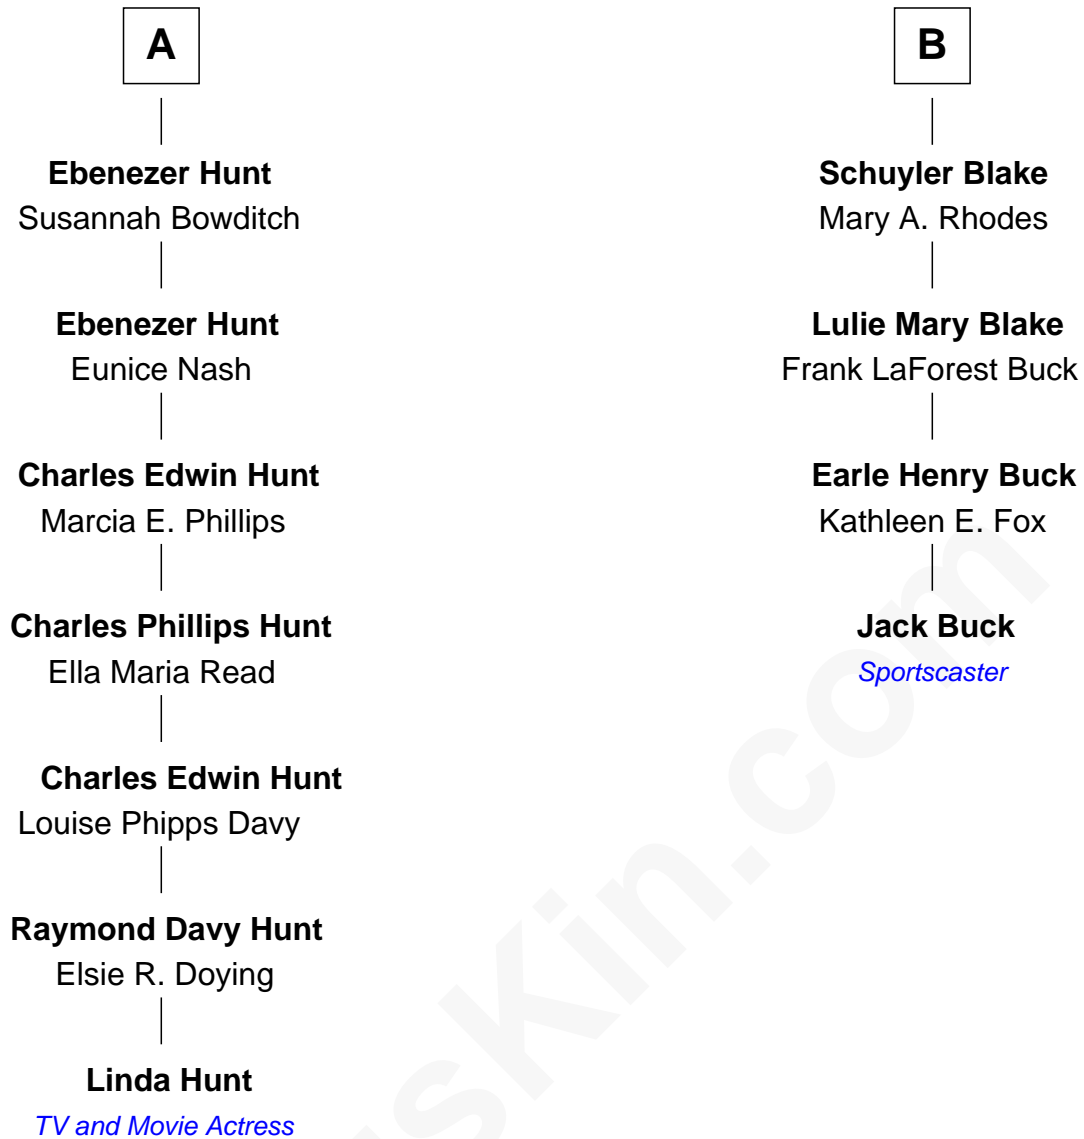 A
Ebenezer Hunt
Susannah Bowditch
Ebenezer Hunt
Eunice Nash
Charles Edwin Hunt
Marcia E. Phillips
Charles Phillips Hunt
Ella Maria Read
Charles Edwin Hunt
Louise Phipps Davy
Raymond Davy Hunt
Elsie R. Doying
Linda Hunt
TV and Movie Actress
B
Schuyler Blake
Mary A. Rhodes
Lulie Mary Blake
Frank LaForest Buck
Earle Henry Buck
Kathleen E. Fox
Jack Buck
Sportscaster
usKin.com